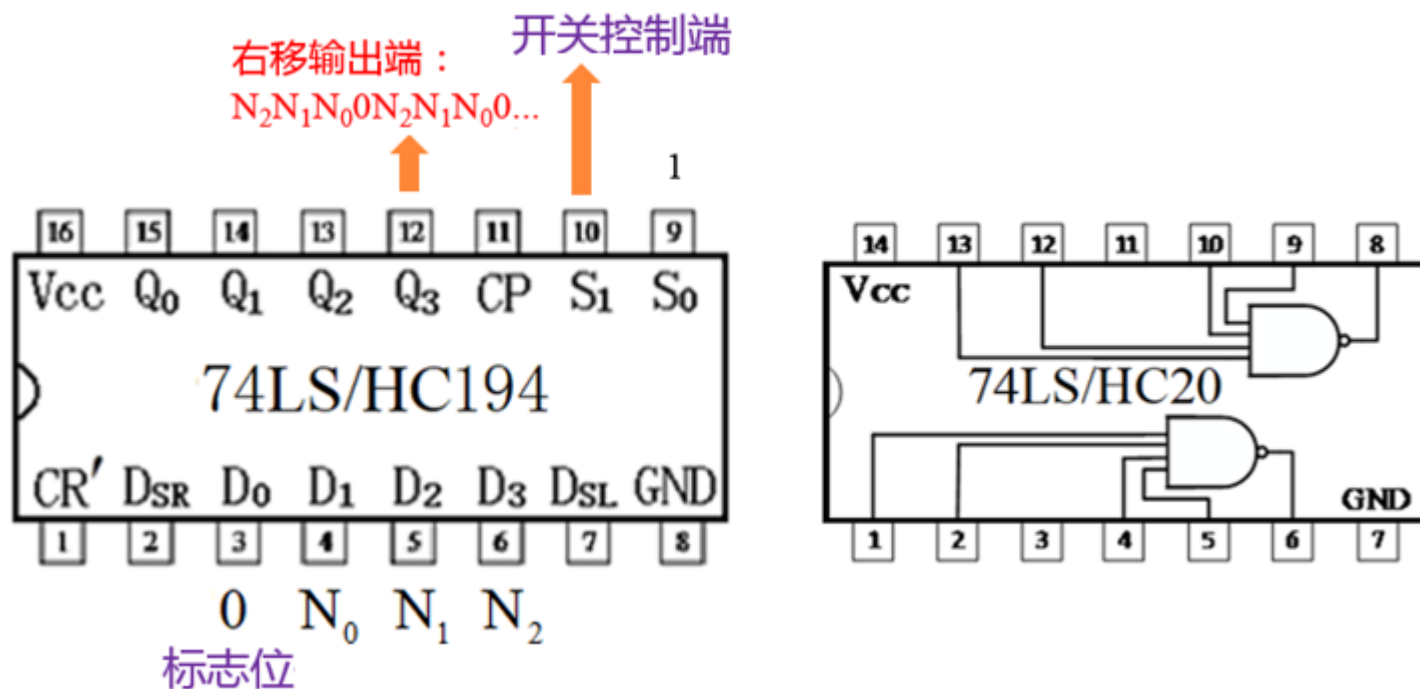 开关控制端
右移输出端：
N₂N₁N₀0N₂N₁N₀0...
1
16 15 14 13 12 11 10 9
Vcc Q₀ Q₁ Q₂ Q₃ CP S₁ S₀
74LS/HC194
CR' DSR D₀ D₁ D₂ D₃ DSL GND
1 2 3 4 5 6 7 8
0 N₀ N₁ N₂
标志位
14 13 12 11 10 9 8
Vcc
74LS/HC20
GND
1 2 3 4 5 6 7